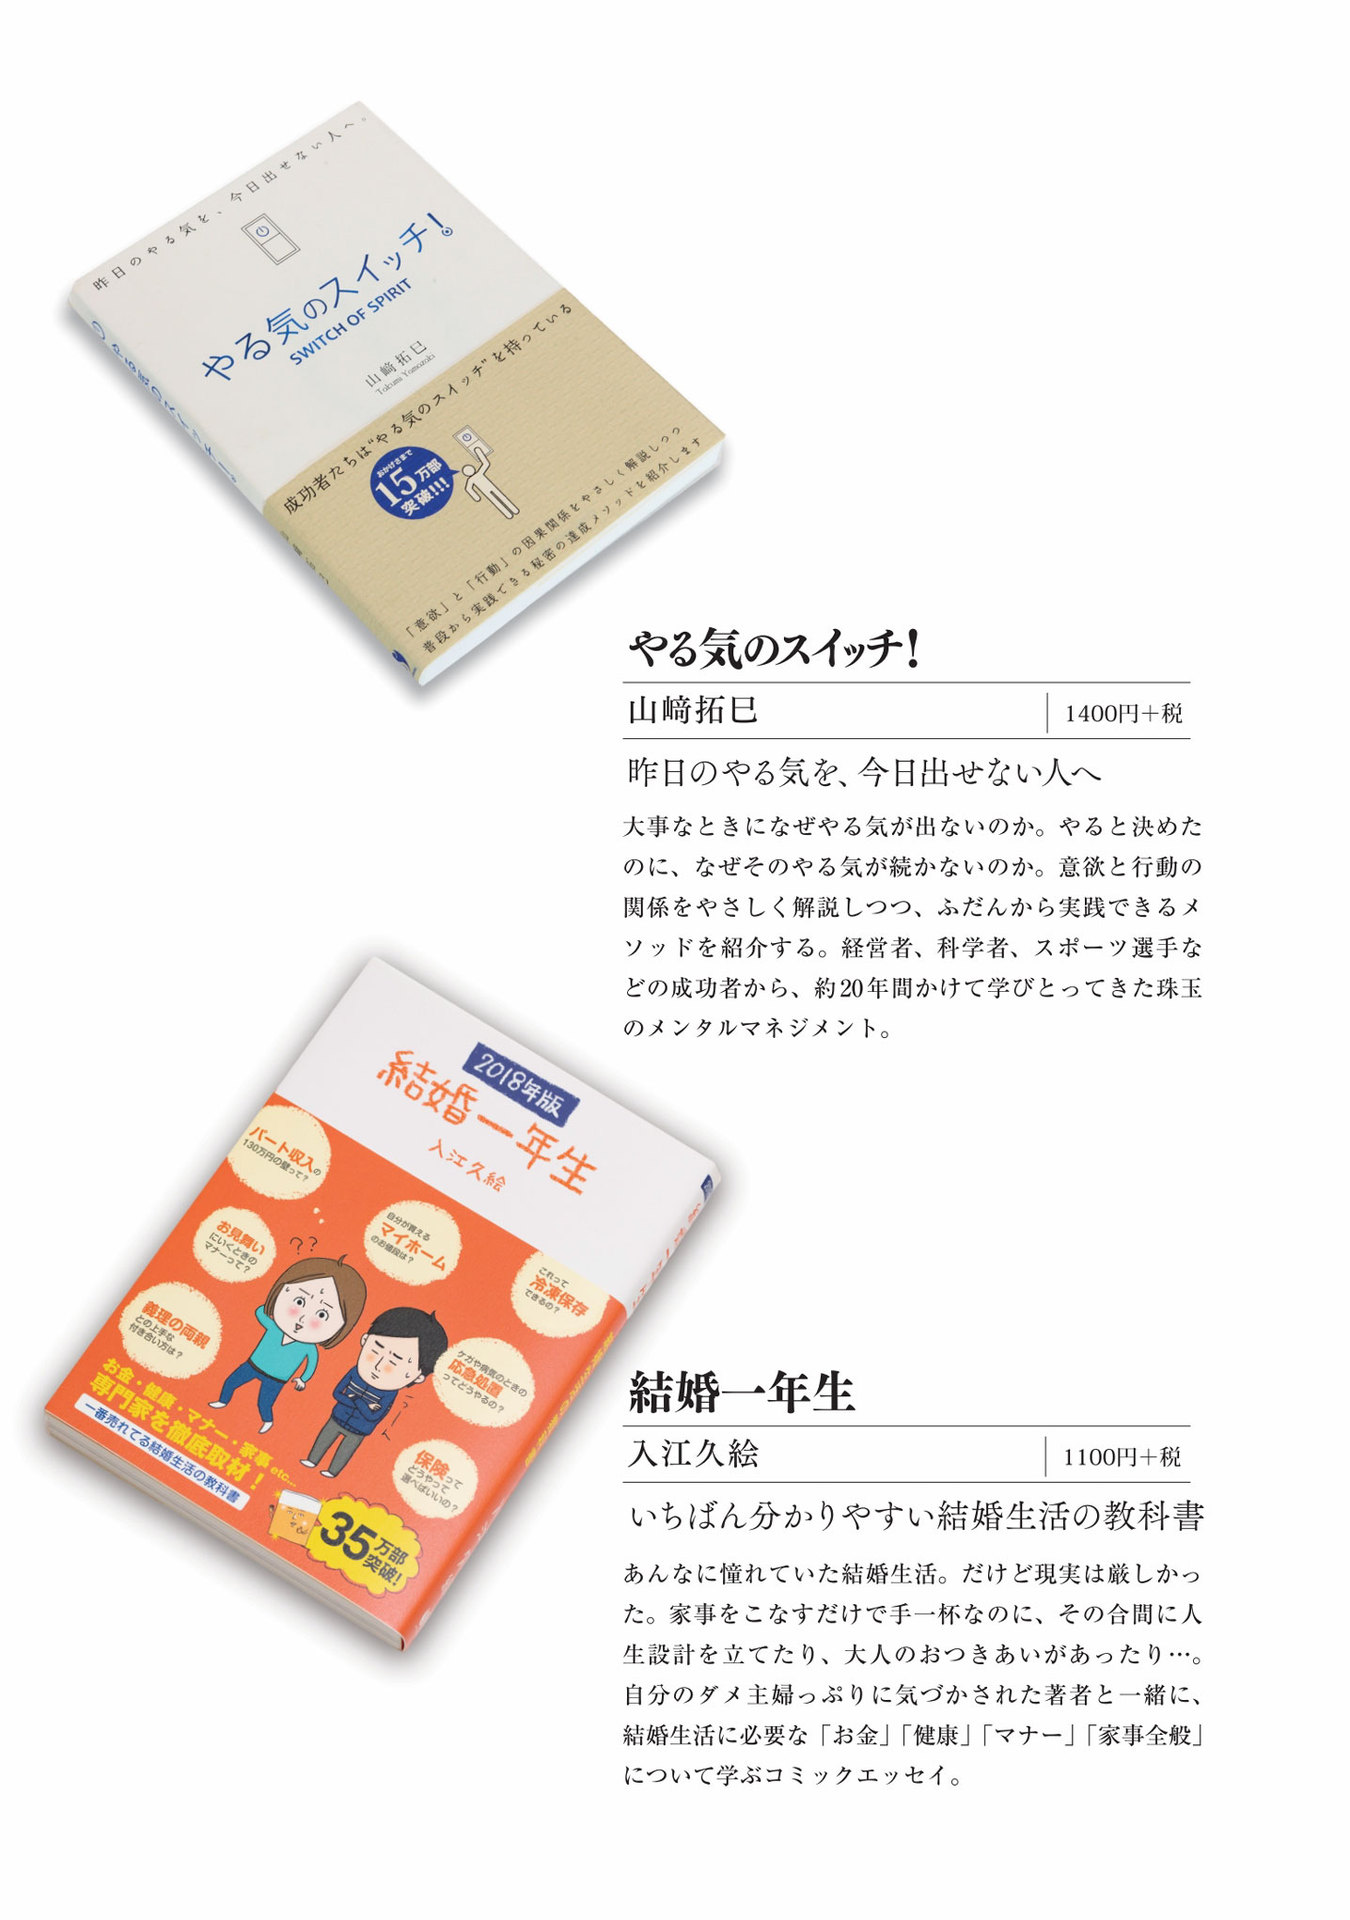 昨日のやる気を、今日出せない人へ。
やる気のスイッチ!
SWITCH OF SPIRIT
山﨑拓巳
Takumi Yamazaki
成功者たちは“やる気のスイッチ”を持っている
おかげさまで
15万部
突破!!!
「意欲」と「行動」の因果関係をやさしく解説しつつ
普段から実践できる秘密の達成メソッドを紹介します
やる気のスイッチ!
やる気のスイッチ!
山﨑拓巳
1400円+税
昨日のやる気を、今日出せない人へ
大事なときになぜやる気が出ないのか。やると決めた
のに、なぜそのやる気が続かないのか。意欲と行動の
関係をやさしく解説しつつ、ふだんから実践できるメ
ソッドを紹介する。経営者、科学者、スポーツ選手な
どの成功者から、約20年間かけて学びとってきた珠玉
のメンタルマネジメント。
2018年版
結婚一年生
入江久絵
パート収入の
130万円の壁って?
お見舞い
にいくときの
マナーって?
自分が買える
マイホーム
のお値段は?
これって
冷凍保存
できるの?
義理の両親
との上手な
付き合い方は?
ケガや病気のときの
応急処置
ってどうやるの?
保険って
どうやって
選べばいいの?
??
お金・健康・マナー・家事 etc...
専門家を徹底取材!
一番売れてる結婚生活の教科書
35万部
突破!
結婚一年生
入江久絵
1100円+税
いちばん分かりやすい結婚生活の教科書
あんなに憧れていた結婚生活。だけど現実は厳しかっ
た。家事をこなすだけで手一杯なのに、その合間に人
生設計を立てたり、大人のおつきあいがあったり…。
自分のダメ主婦っぷりに気づかされた著者と一緒に、
結婚生活に必要な「お金」「健康」「マナー」「家事全般」
について学ぶコミックエッセイ。